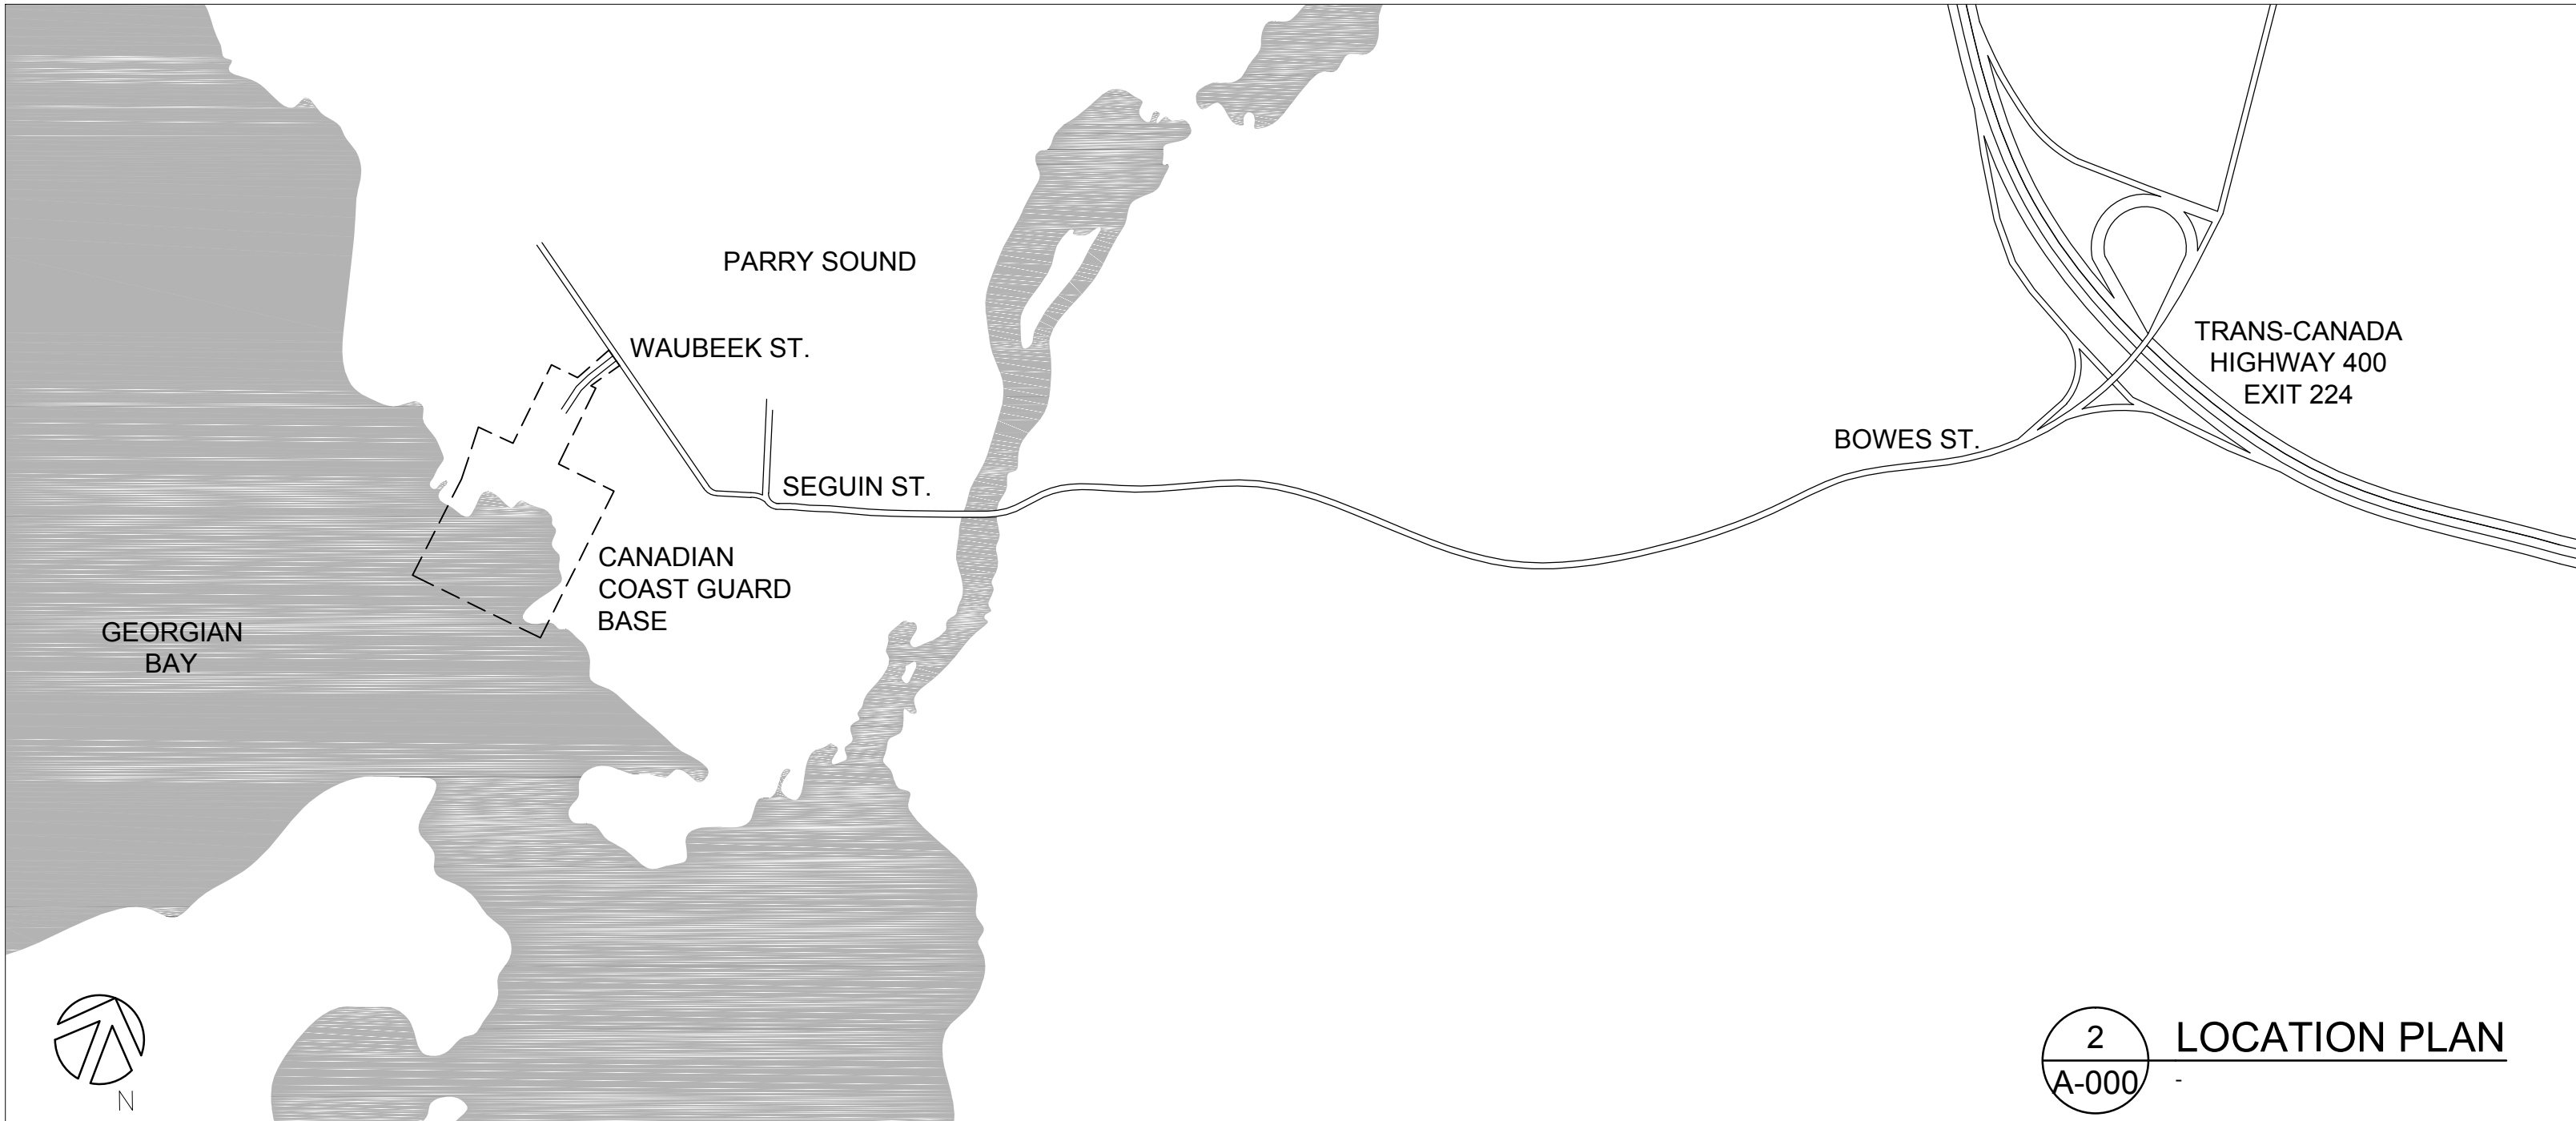 PARRY SOUND
WAUBEEK ST.
TRANS-CANADA
HIGHWAY 400
EXIT 224
BOWES ST.
SEGUIN ST.
CANADIAN
COAST GUARD
BASE
GEORGIAN
BAY
N
2
LOCATION PLAN
A-000
-